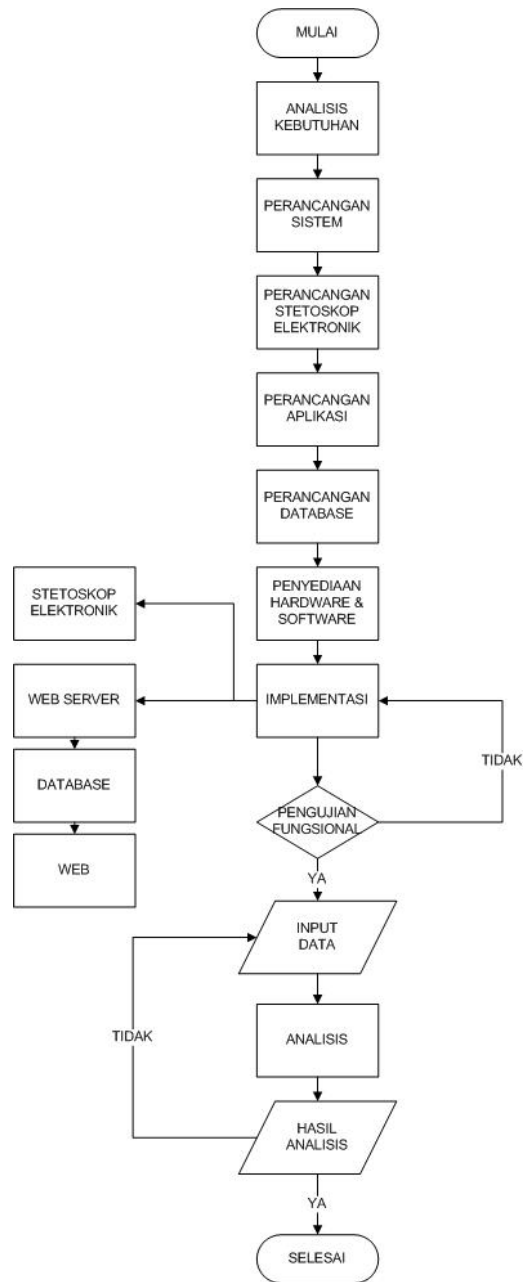 MULAI
ANALISIS
KEBUTUHAN
PERANCANGAN
SISTEM
PERANCANGAN
STETOSKOP
ELEKTRONIK
PERANCANGAN
APLIKASI
PERANCANGAN
DATABASE
PENYEDIAAN
HARDWARE &
SOFTWARE
STETOSKOP
ELEKTRONIK
IMPLEMENTASI
WEB SERVER
DATABASE
WEB
PENGUJIAN
FUNGSIONAL
TIDAK
YA
INPUT
DATA
ANALISIS
TIDAK
HASIL
ANALISIS
YA
SELESAI